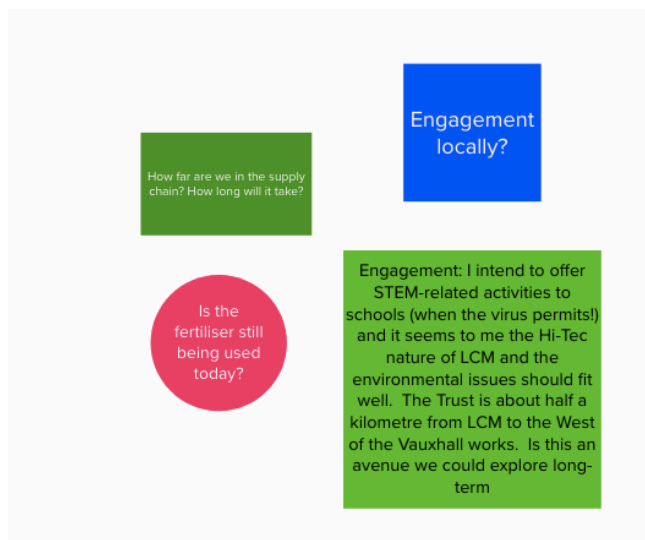 Engagement
locally?
How far are we in the supply
chain? How long will it take?
Is the
fertiliser still
being used
today?
Engagement: I intend to offer
STEM-related activities to
schools (when the virus permits!)
and it seems to me the Hi-Tec
nature of LCM and the
environmental issues should fit
well.  The Trust is about half a
kilometre from LCM to the West
of the Vauxhall works.  Is this an
avenue we could explore long-
term